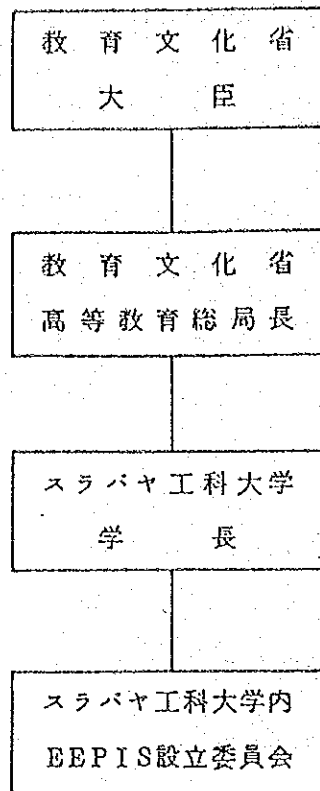 教育文化省
大臣
教育文化省
高等教育総局長
スラバヤ工科大学
学長
スラバヤ工科大学内
EEPIS設立委員会